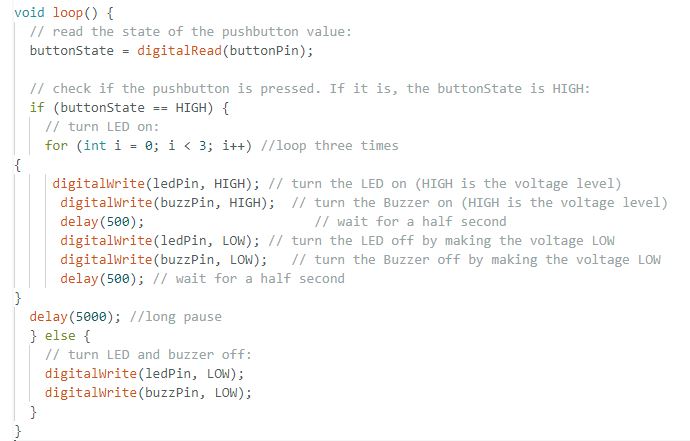 void loop() {
  // read the state of the pushbutton value:
  buttonState = digitalRead(buttonPin);

  // check if the pushbutton is pressed. If it is, the buttonState is HIGH:
  if (buttonState == HIGH) {
    // turn LED on:
    for (int i = 0; i < 3; i++) //loop three times
{
     digitalWrite(ledPin, HIGH); // turn the LED on (HIGH is the voltage level)
      digitalWrite(buzzPin, HIGH);  // turn the Buzzer on (HIGH is the voltage level)
      delay(500);                      // wait for a half second
      digitalWrite(ledPin, LOW); // turn the LED off by making the voltage LOW
      digitalWrite(buzzPin, LOW);   // turn the Buzzer off by making the voltage LOW
      delay(500); // wait for a half second
}
  delay(5000); //long pause
  } else {
    // turn LED and buzzer off:
    digitalWrite(ledPin, LOW);
    digitalWrite(buzzPin, LOW);
  }
}